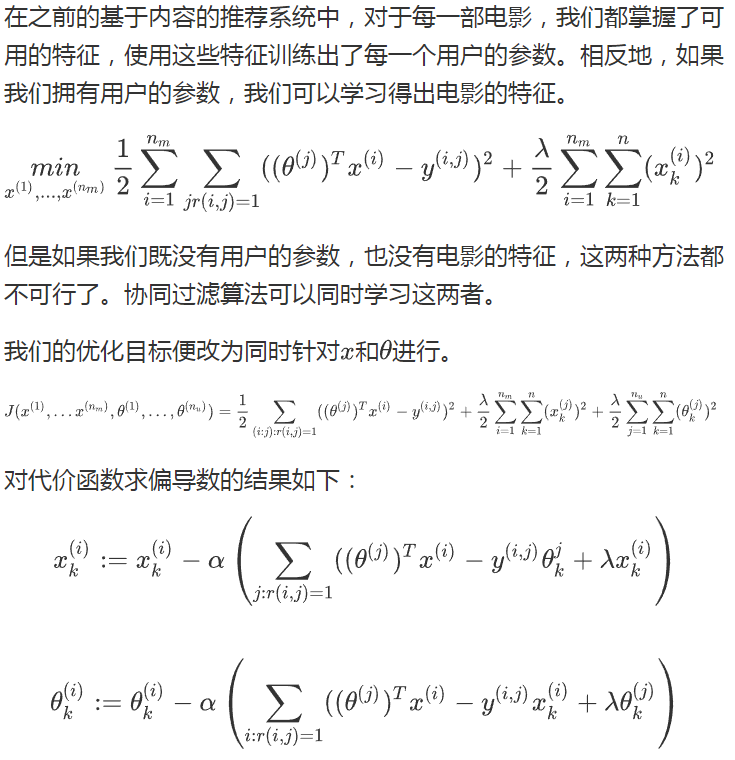 在之前的基于内容的推荐系统中，对于每一部电影，我们都掌握了可
用的特征，使用这些特征训练出了每一个用户的参数。相反地，如果
我们拥有用户的参数，我们可以学习得出电影的特征。
$$\underset{x^{(1)},...,x^{(n_m)}}{min}\frac{1}{2}\sum_{i=1}^{n_m}\sum_{jr(i,j)=1}((\theta^{(j)})^Tx^{(i)}-y^{(i,j)})^2+\frac{\lambda}{2}\sum_{i=1}^{n_m}\sum_{k=1}^{n}(x_k^{(i)})^2$$
但是如果我们既没有用户的参数，也没有电影的特征，这两种方法都
不可行了。协同过滤算法可以同时学习这两者。
我们的优化目标便改为同时针对$x$和$\theta$进行。
$$J(x^{(1)},...x^{(n_m)},\theta^{(1)},...,\theta^{(n_u)})=\frac{1}{2}\sum_{(i:j):r(i,j)=1}((\theta^{(j)})^Tx^{(i)}-y^{(i,j)})^2+\frac{\lambda}{2}\sum_{i=1}^{n_m}\sum_{k=1}^{n}(x_k^{(j)})^2+\frac{\lambda}{2}\sum_{j=1}^{n_u}\sum_{k=1}^{n}(\theta_k^{(j)})^2$$
对代价函数求偏导数的结果如下：
$$x_k^{(i)}:=x_k^{(i)}-\alpha\left(\sum_{j:r(i,j)=1}((\theta^{(j)})^Tx^{(i)}-y^{(i,j)}\theta_k^{j}+\lambda x_k^{(i)}\right)$$
$$\theta_k^{(i)}:=\theta_k^{(i)}-\alpha\left(\sum_{i:r(i,j)=1}((\theta^{(j)})^Tx^{(i)}-y^{(i,j)}x_k^{(i)}+\lambda\theta_k^{(j)}\right)$$